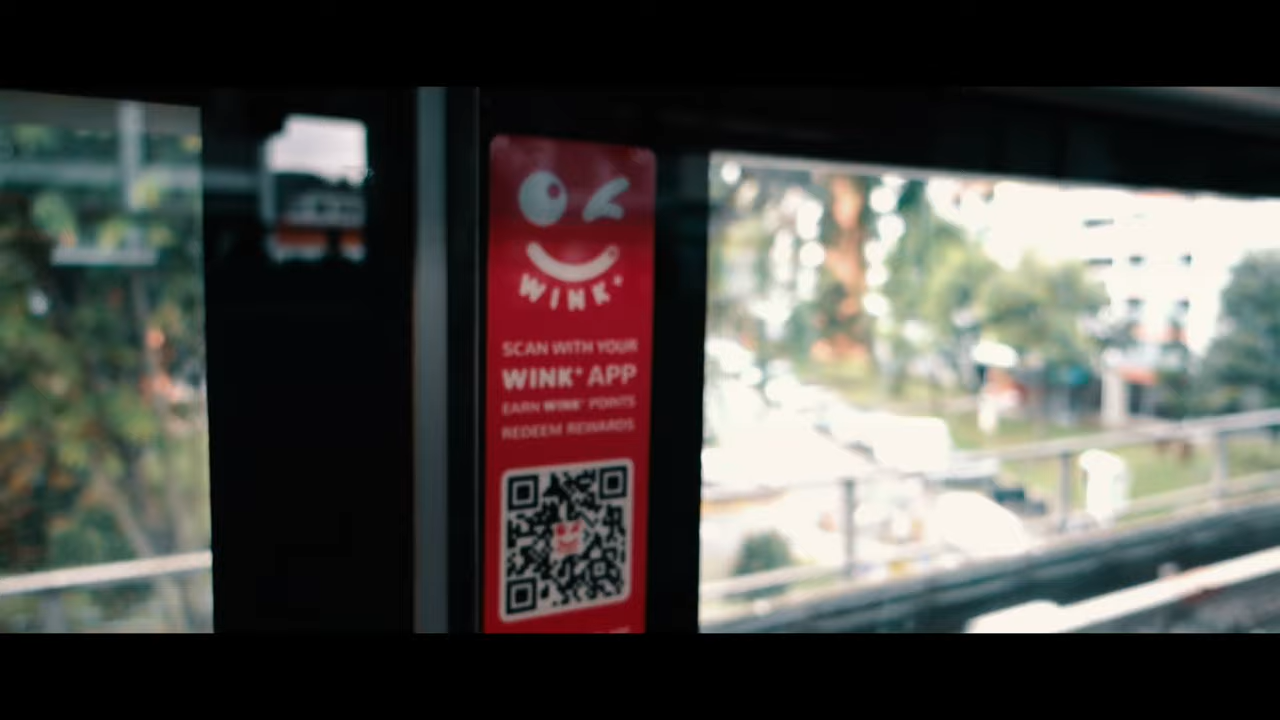 WINK+
SCAN WITH YOUR
WINK+ APP
EARN WINK+ POINTS
REDEEM REWARDS